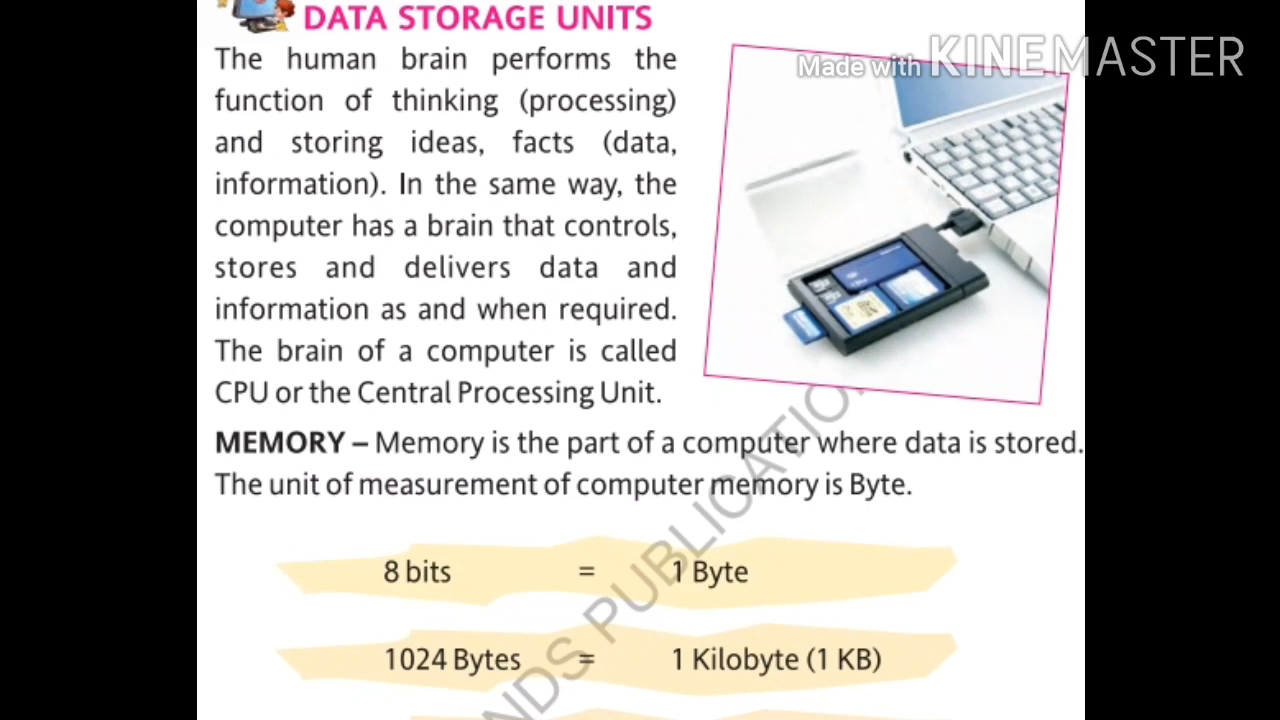 DATA STORAGE UNITS
Made with KINEMASTER
The human brain performs the
function of thinking (processing)
and storing ideas, facts (data,
information). In the same way, the
computer has a brain that controls,
stores and delivers data and
information as and when required.
The brain of a computer is called
CPU or the Central Processing Unit.
MEMORY – Memory is the part of a computer where data is stored.
The unit of measurement of computer memory is Byte.
8 bits = 1 Byte
1024 Bytes = 1 Kilobyte (1 KB)